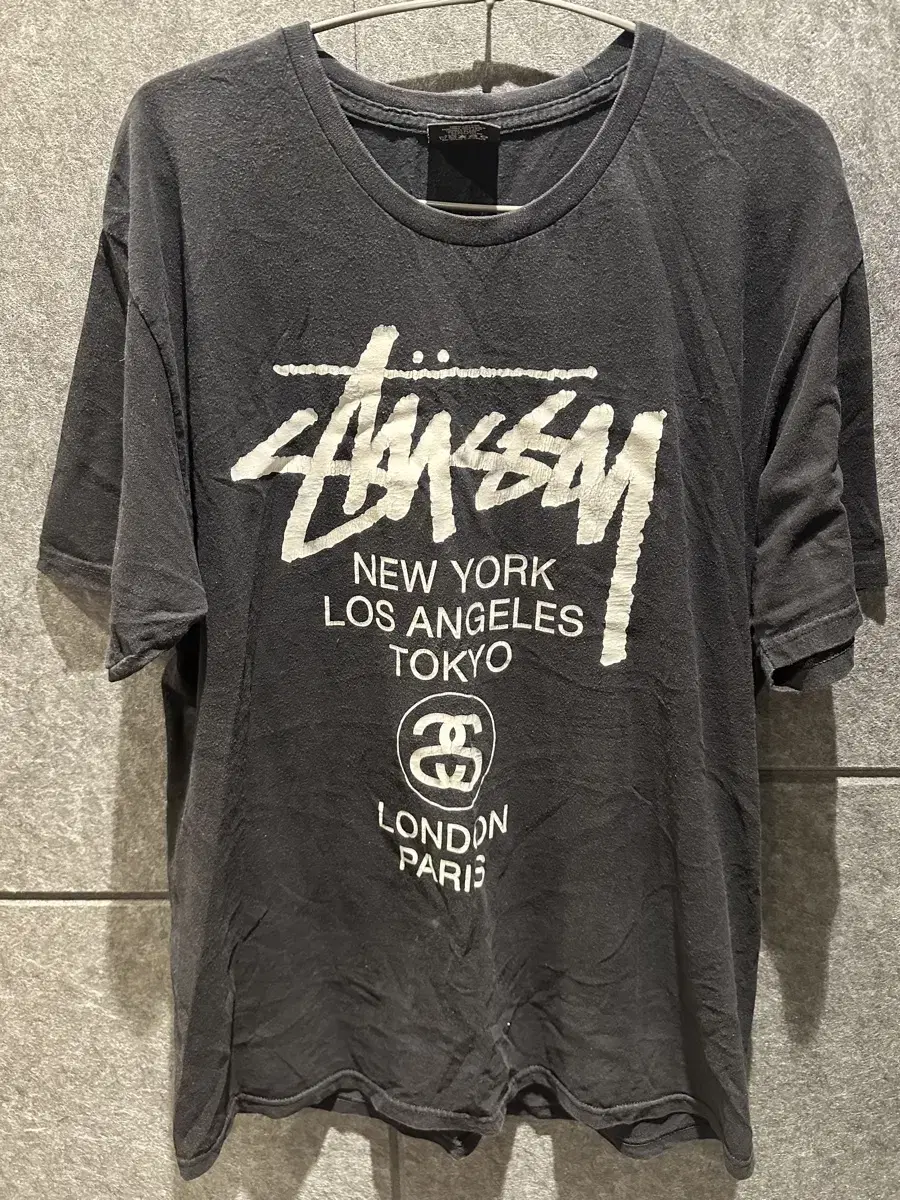 stüssy
NEW YORK
LOS ANGELES
TOKYO
LONDON
PARIS